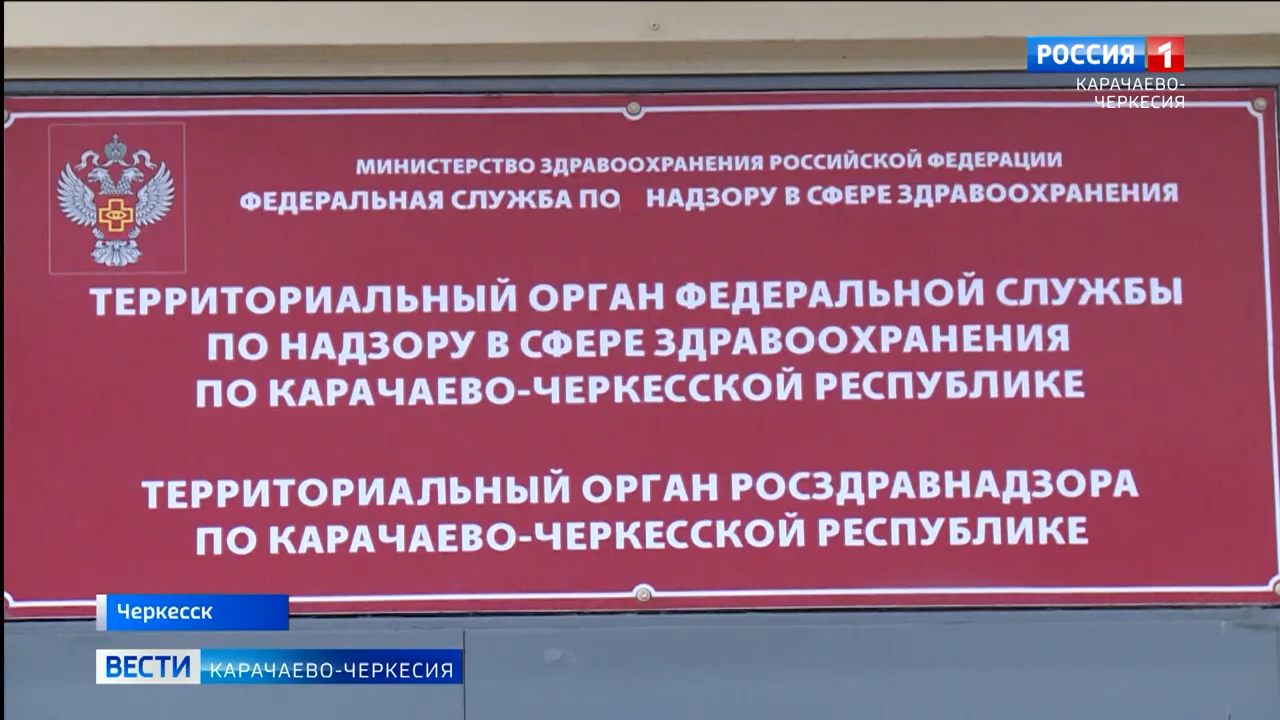 РОССИЯ 1
КАРАЧАЕВО-
ЧЕРКЕСИЯ
МИНИСТЕРСТВО ЗДРАВООХРАНЕНИЯ РОССИЙСКОЙ ФЕДЕРАЦИИ
ФЕДЕРАЛЬНАЯ СЛУЖБА ПО НАДЗОРУ В СФЕРЕ ЗДРАВООХРАНЕНИЯ
ТЕРРИТОРИАЛЬНЫЙ ОРГАН ФЕДЕРАЛЬНОЙ СЛУЖБЫ
ПО НАДЗОРУ В СФЕРЕ ЗДРАВООХРАНЕНИЯ
ПО КАРАЧАЕВО-ЧЕРКЕССКОЙ РЕСПУБЛИКЕ
ТЕРРИТОРИАЛЬНЫЙ ОРГАН РОСЗДРАВНАДЗОРА
ПО КАРАЧАЕВО-ЧЕРКЕССКОЙ РЕСПУБЛИКЕ
Черкесск
ВЕСТИ КАРАЧАЕВО-ЧЕРКЕСИЯ